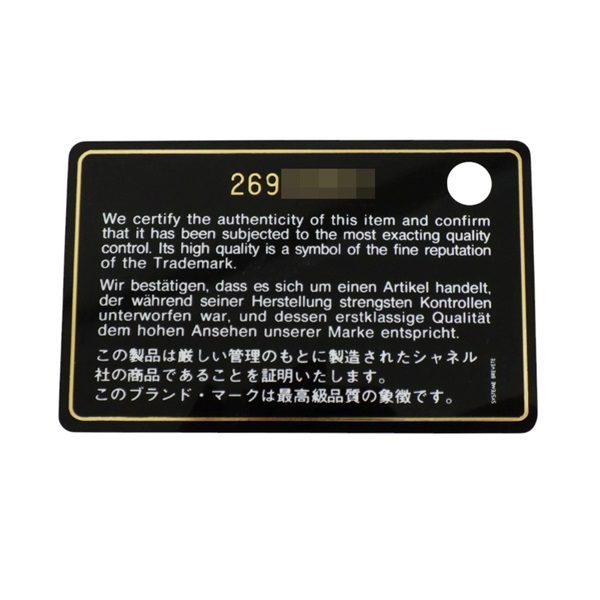 269
We certify the authenticity of this item and confirm
that it has been subjected to the most exacting quality
control. Its high quality is a symbol of the fine reputation
of the Trademark.
Wir bestätigen, dass es sich um einen Artikel handelt,
der während seiner Herstellung strengsten Kontrollen
unterworfen war, und dessen erstklassige Qualität
dem hohen Ansehen unserer Marke entspricht.
この製品は厳しい管理のもとに製造されたシャネル
社の商品であることを証明いたします。
このブランド・マークは最高級品質の象徴です。
SYSTEME BREVETE